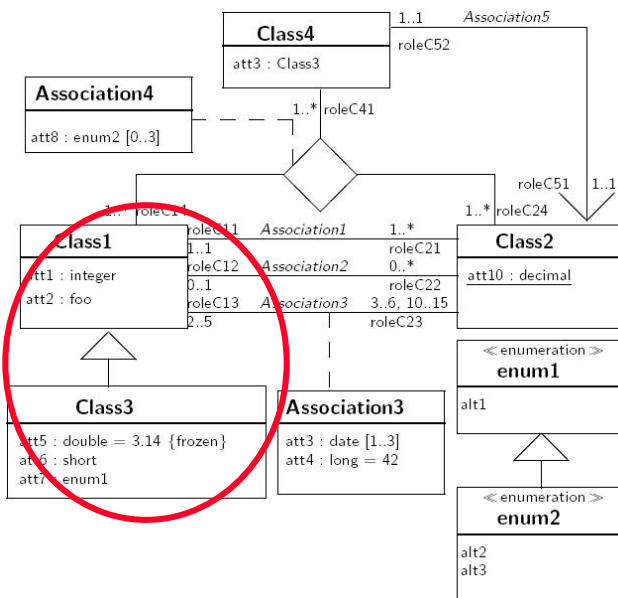 Class4
att3 : Class3
1..1
Association5
roleC52
Association4
att8 : enum2 [0..3]
1..* roleC41
roleC51
1..1
1..* roleC14
1..* roleC24
Class1
att1 : integer
att2 : foo
roleC11
Association1
1..*
1..1
roleC21
roleC12
Association2
0..*
0..1
roleC22
roleC13
Association3
3..6, 10..15
2..5
roleC23
Class2
att10 : decimal
≪enumeration≫
enum1
alt1
Class3
att5 : double = 3.14 {frozen}
att6 : short
att7 : enum1
Association3
att3 : date [1..3]
att4 : long = 42
≪enumeration≫
enum2
alt2
alt3